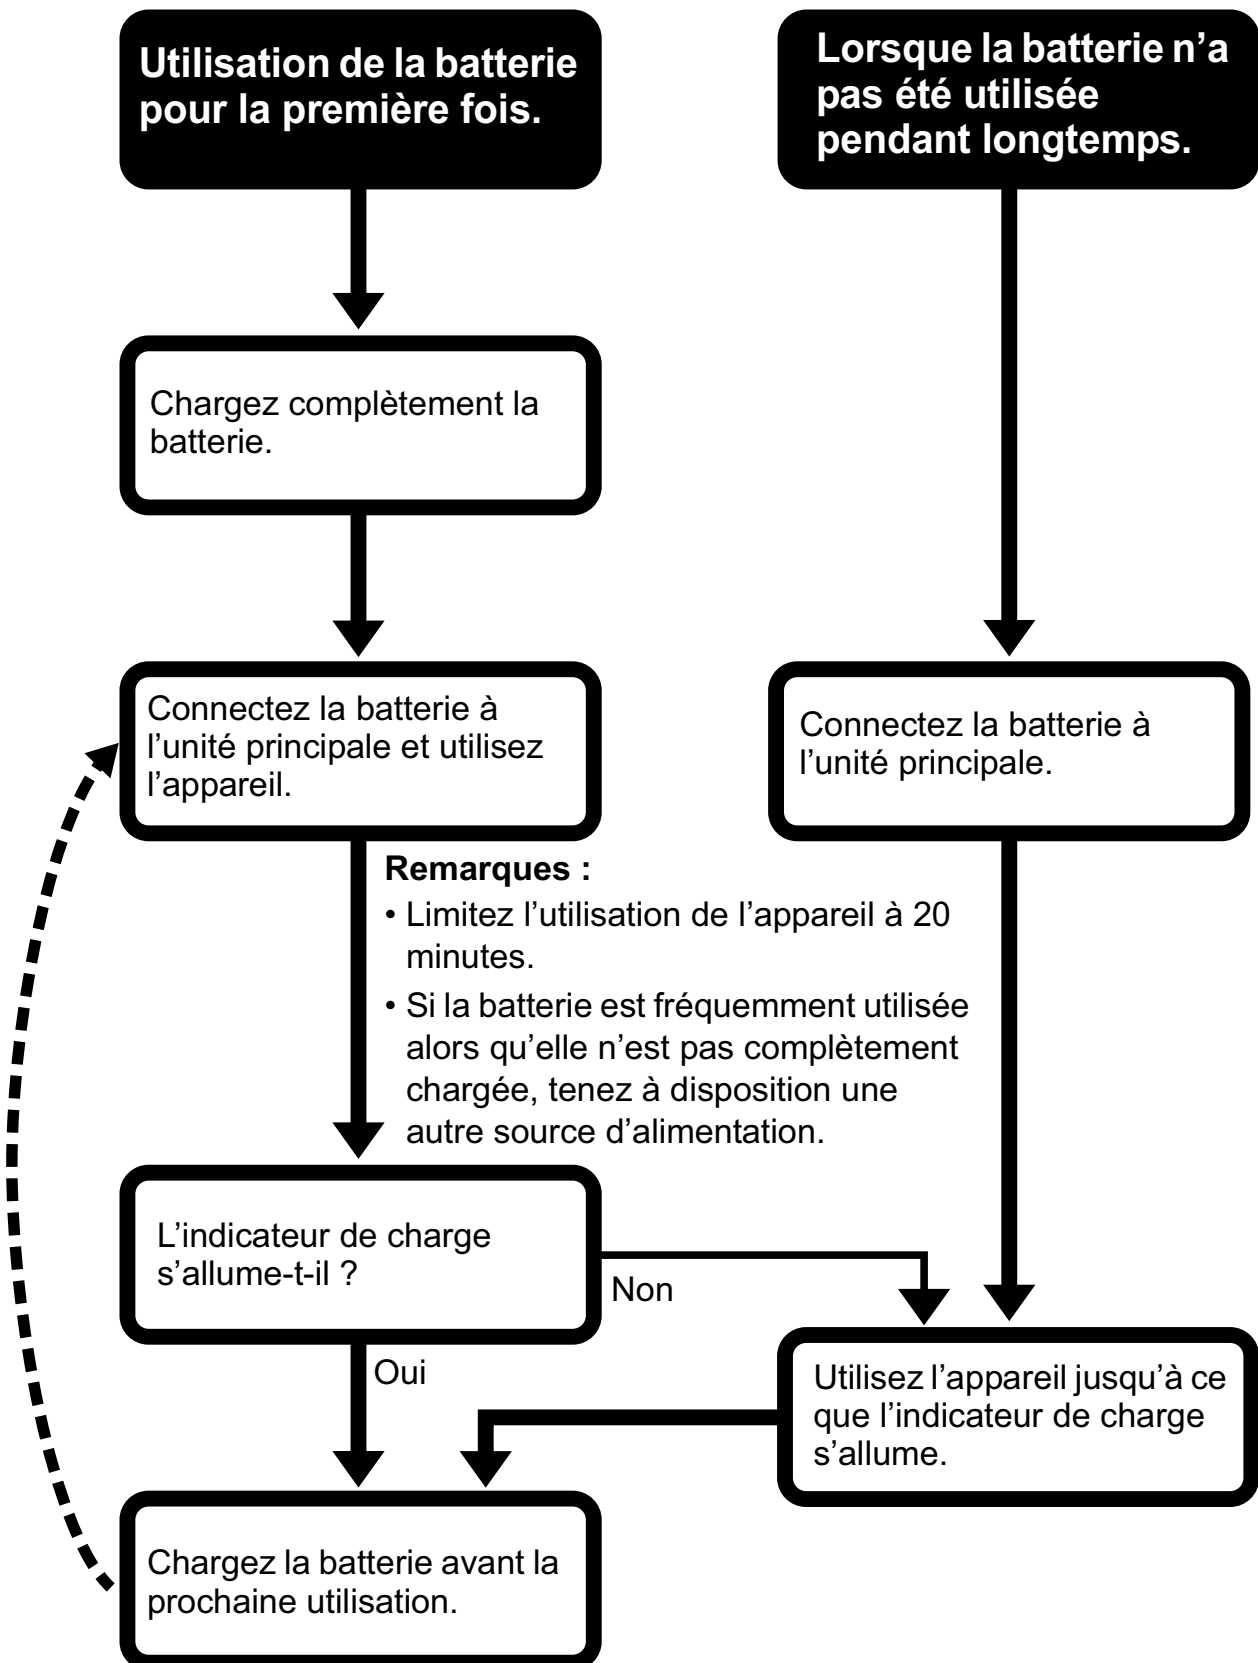 Utilisation de la batterie
pour la première fois.
Lorsque la batterie n’a
pas été utilisée
pendant longtemps.
Chargez complètement la
batterie.
Connectez la batterie à
l’unité principale et utilisez
l’appareil.
Connectez la batterie à
l’unité principale.
Remarques :
• Limitez l’utilisation de l’appareil à 20
minutes.
• Si la batterie est fréquemment utilisée
alors qu’elle n’est pas complètement
chargée, tenez à disposition une
autre source d’alimentation.
L’indicateur de charge
s’allume-t-il ?
Non
Oui
Utilisez l’appareil jusqu’à ce
que l’indicateur de charge
s’allume.
Chargez la batterie avant la
prochaine utilisation.